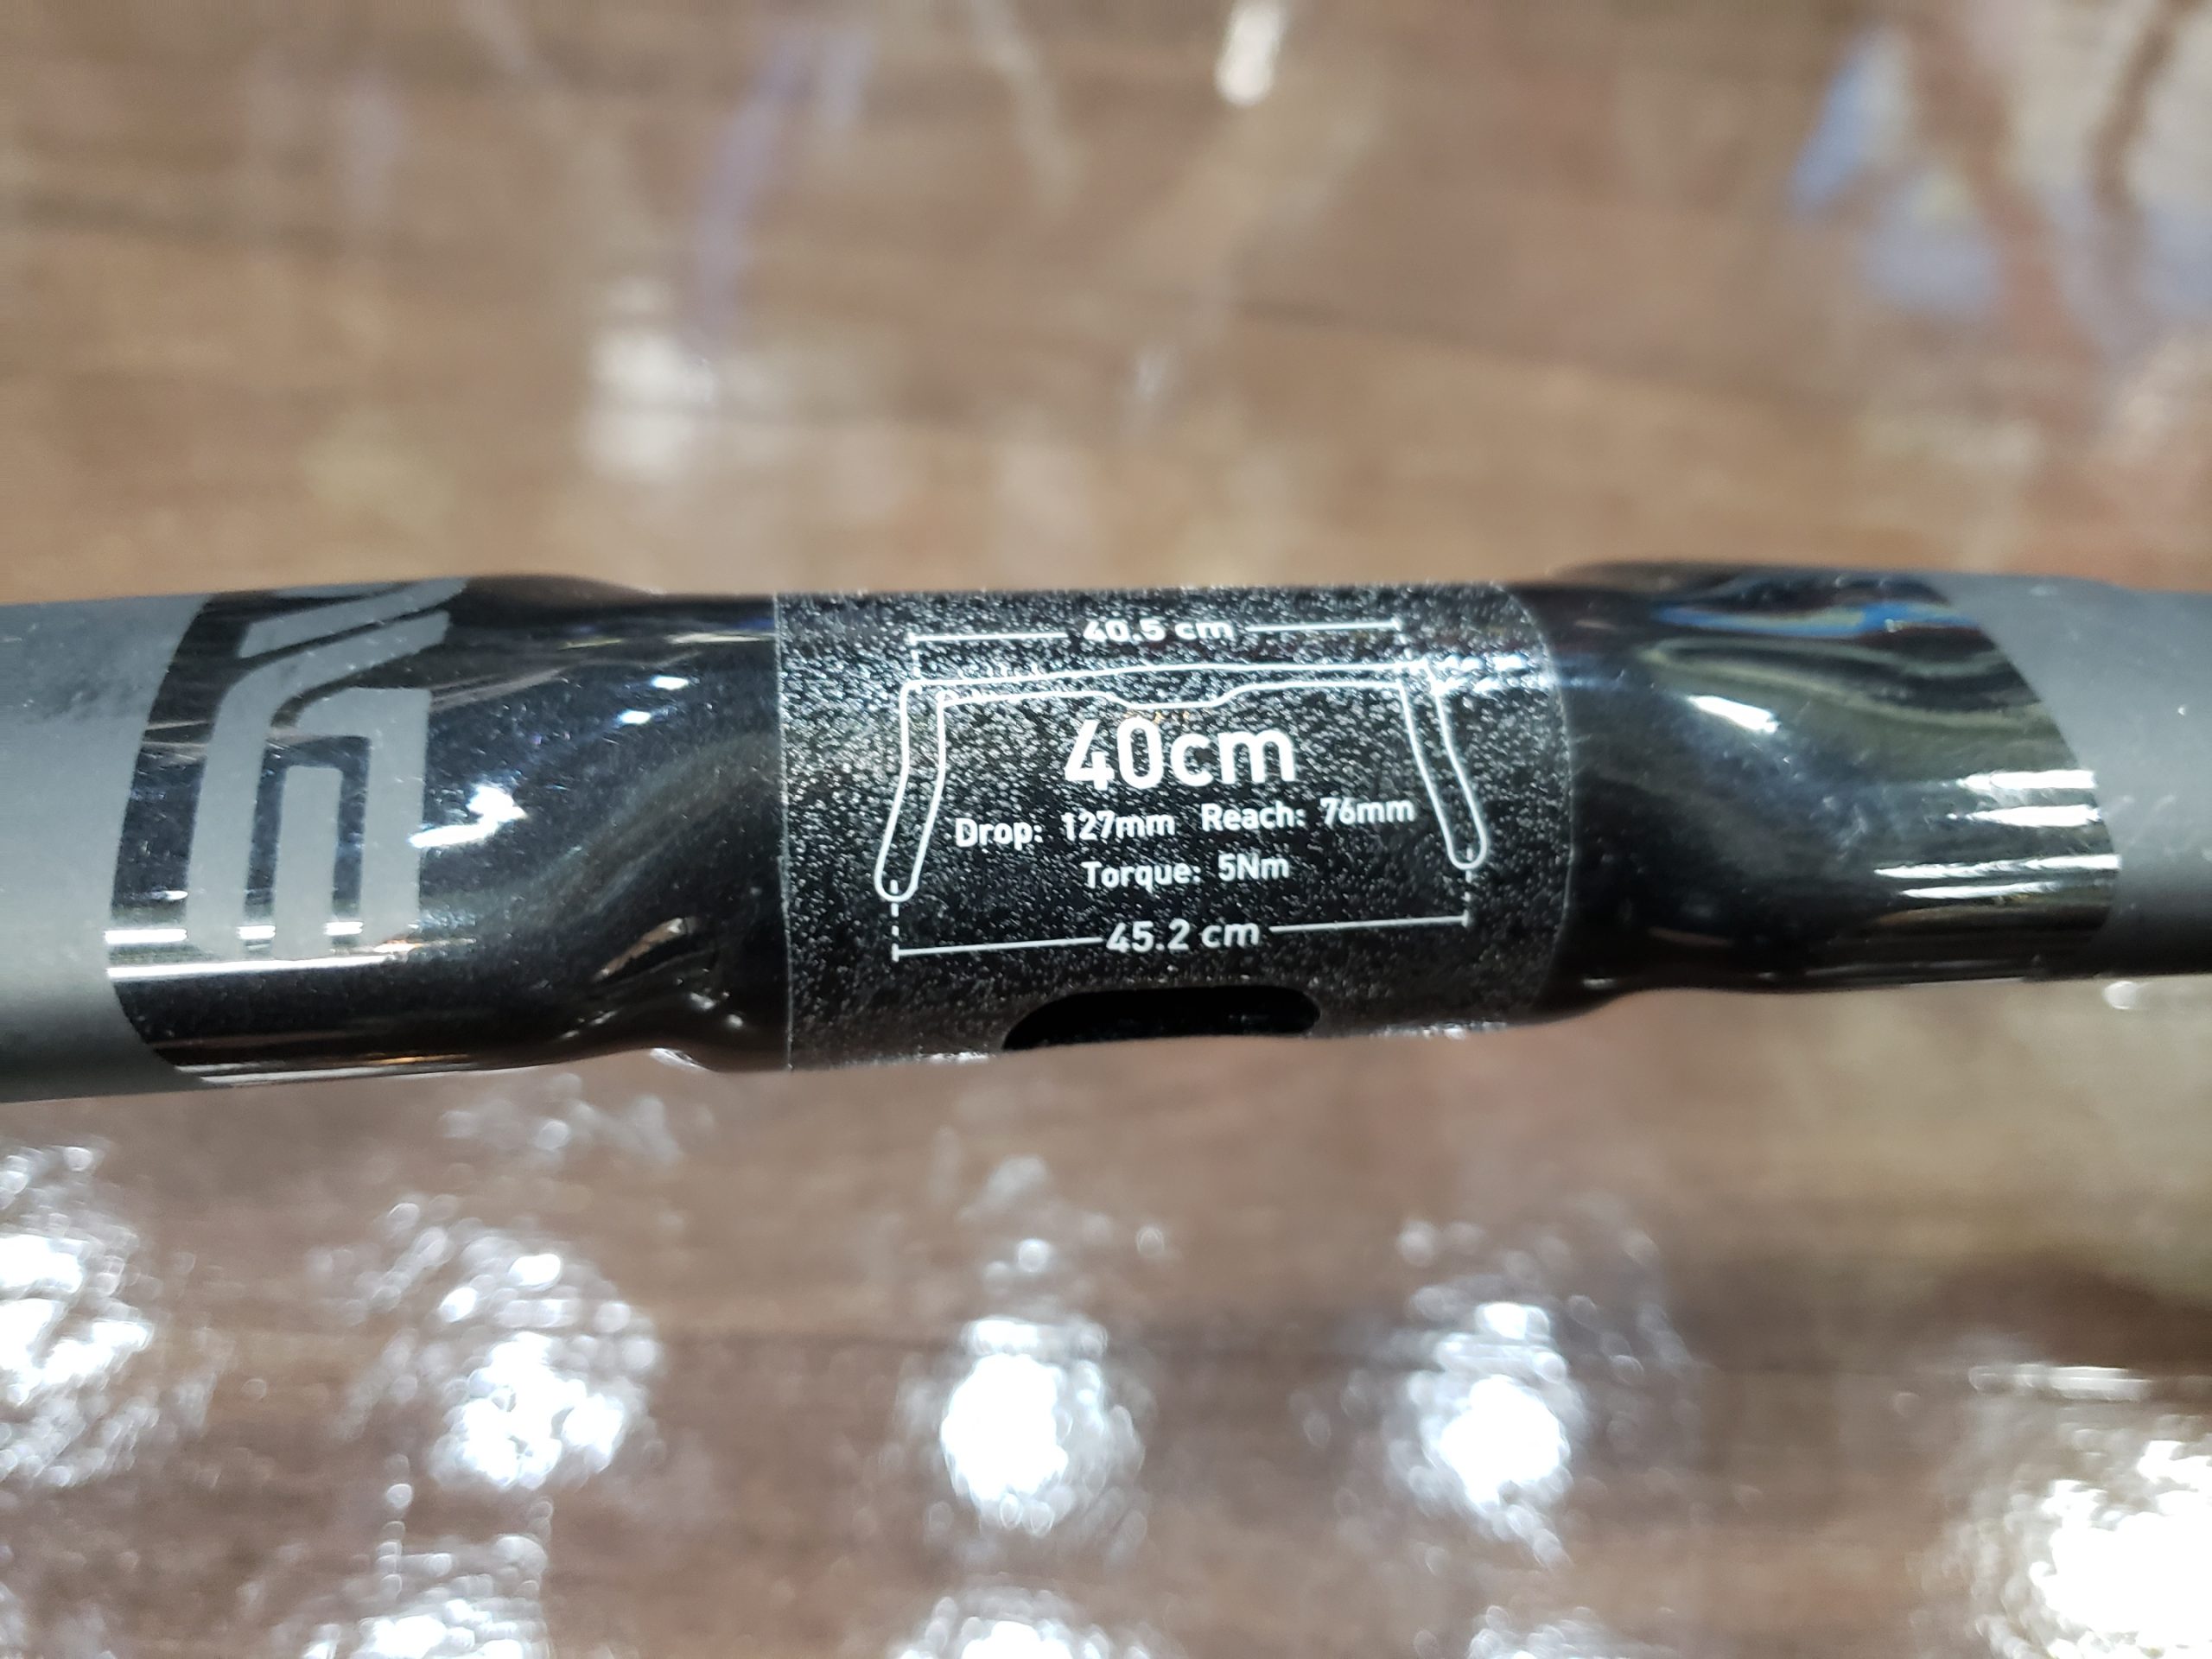 40.5 cm
40cm
Drop: 127mm Reach: 76mm
Torque: 5Nm
45.2 cm